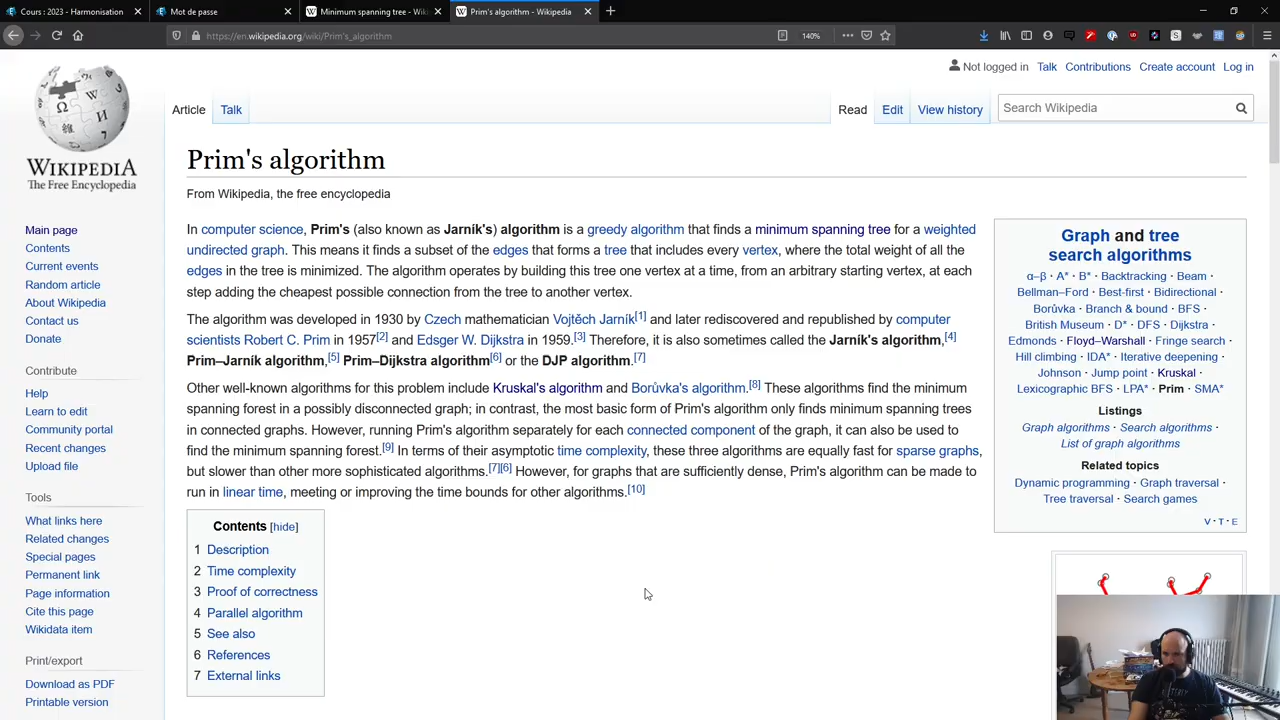 Cours : 2023 - Harmonisation
Mot de passe
Minimum spanning tree - Wiki
Prim's algorithm - Wikipedia
https://en.wikipedia.org/wiki/Prim's_algorithm
140%
Not logged in Talk Contributions Create account Log in
Article Talk
Read Edit View history
Search Wikipedia
WIKIPEDIA
The Free Encyclopedia
Main page
Contents
Current events
Random article
About Wikipedia
Contact us
Donate
Contribute
Help
Learn to edit
Community portal
Recent changes
Upload file
Tools
What links here
Related changes
Special pages
Permanent link
Page information
Cite this page
Wikidata item
Print/export
Download as PDF
Printable version
Prim's algorithm
From Wikipedia, the free encyclopedia
In computer science, Prim's (also known as Jarník's) algorithm is a greedy algorithm that finds a minimum spanning tree for a weighted
undirected graph. This means it finds a subset of the edges that forms a tree that includes every vertex, where the total weight of all the
edges in the tree is minimized. The algorithm operates by building this tree one vertex at a time, from an arbitrary starting vertex, at each
step adding the cheapest possible connection from the tree to another vertex.
The algorithm was developed in 1930 by Czech mathematician Vojtěch Jarník[1] and later rediscovered and republished by computer
scientists Robert C. Prim in 1957[2] and Edsger W. Dijkstra in 1959.[3] Therefore, it is also sometimes called the Jarník's algorithm,[4]
Prim–Jarník algorithm,[5] Prim–Dijkstra algorithm[6] or the DJP algorithm.[7]
Other well-known algorithms for this problem include Kruskal's algorithm and Borůvka's algorithm.[8] These algorithms find the minimum
spanning forest in a possibly disconnected graph; in contrast, the most basic form of Prim's algorithm only finds minimum spanning trees
in connected graphs. However, running Prim's algorithm separately for each connected component of the graph, it can also be used to
find the minimum spanning forest.[9] In terms of their asymptotic time complexity, these three algorithms are equally fast for sparse graphs,
but slower than other more sophisticated algorithms.[7][6] However, for graphs that are sufficiently dense, Prim's algorithm can be made to
run in linear time, meeting or improving the time bounds for other algorithms.[10]
Contents [hide]
1 Description
2 Time complexity
3 Proof of correctness
4 Parallel algorithm
5 See also
6 References
7 External links
Graph and tree
search algorithms
α–β · A* · B* · Backtracking · Beam ·
Bellman–Ford · Best-first · Bidirectional ·
Borůvka · Branch & bound · BFS ·
British Museum · D* · DFS · Dijkstra ·
Edmonds · Floyd–Warshall · Fringe search ·
Hill climbing · IDA* · Iterative deepening ·
Johnson · Jump point · Kruskal ·
Lexicographic BFS · LPA* · Prim · SMA*
Listings
Graph algorithms · Search algorithms ·
List of graph algorithms
Related topics
Dynamic programming · Graph traversal ·
Tree traversal · Search games
V · T · E